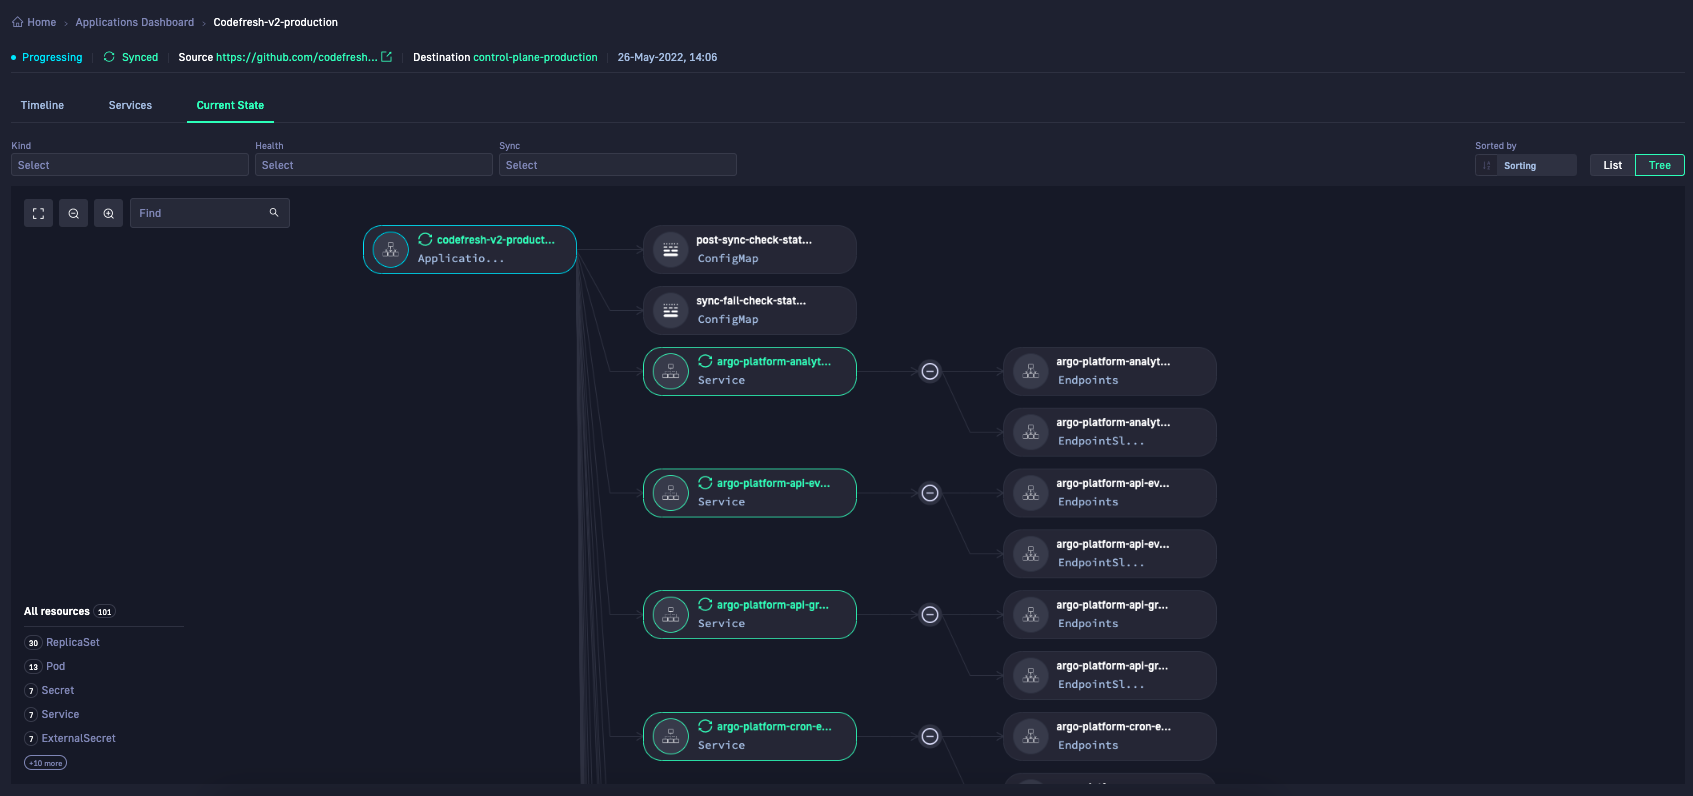 Home › Applications Dashboard › Codefresh-v2-production
Progressing Synced Source https://github.com/codefresh... Destination control-plane-production 26-May-2022, 14:06
Timeline Services Current State
Kind Health Sync Sorted by
Select Select Select Sorting List Tree
Find
codefresh-v2-product...
Applicatio...
post-sync-check-stat...
ConfigMap
sync-fail-check-stat...
ConfigMap
argo-platform-analyt...
Service
argo-platform-analyt...
Endpoints
argo-platform-analyt...
EndpointSl...
argo-platform-api-ev...
Service
argo-platform-api-ev...
Endpoints
argo-platform-api-ev...
EndpointSl...
argo-platform-api-gr...
Service
argo-platform-api-gr...
Endpoints
argo-platform-api-gr...
EndpointSl...
argo-platform-cron-e...
Service
argo-platform-cron-e...
Endpoints
All resources 101
30 ReplicaSet
13 Pod
7 Secret
7 Service
7 ExternalSecret
+10 more